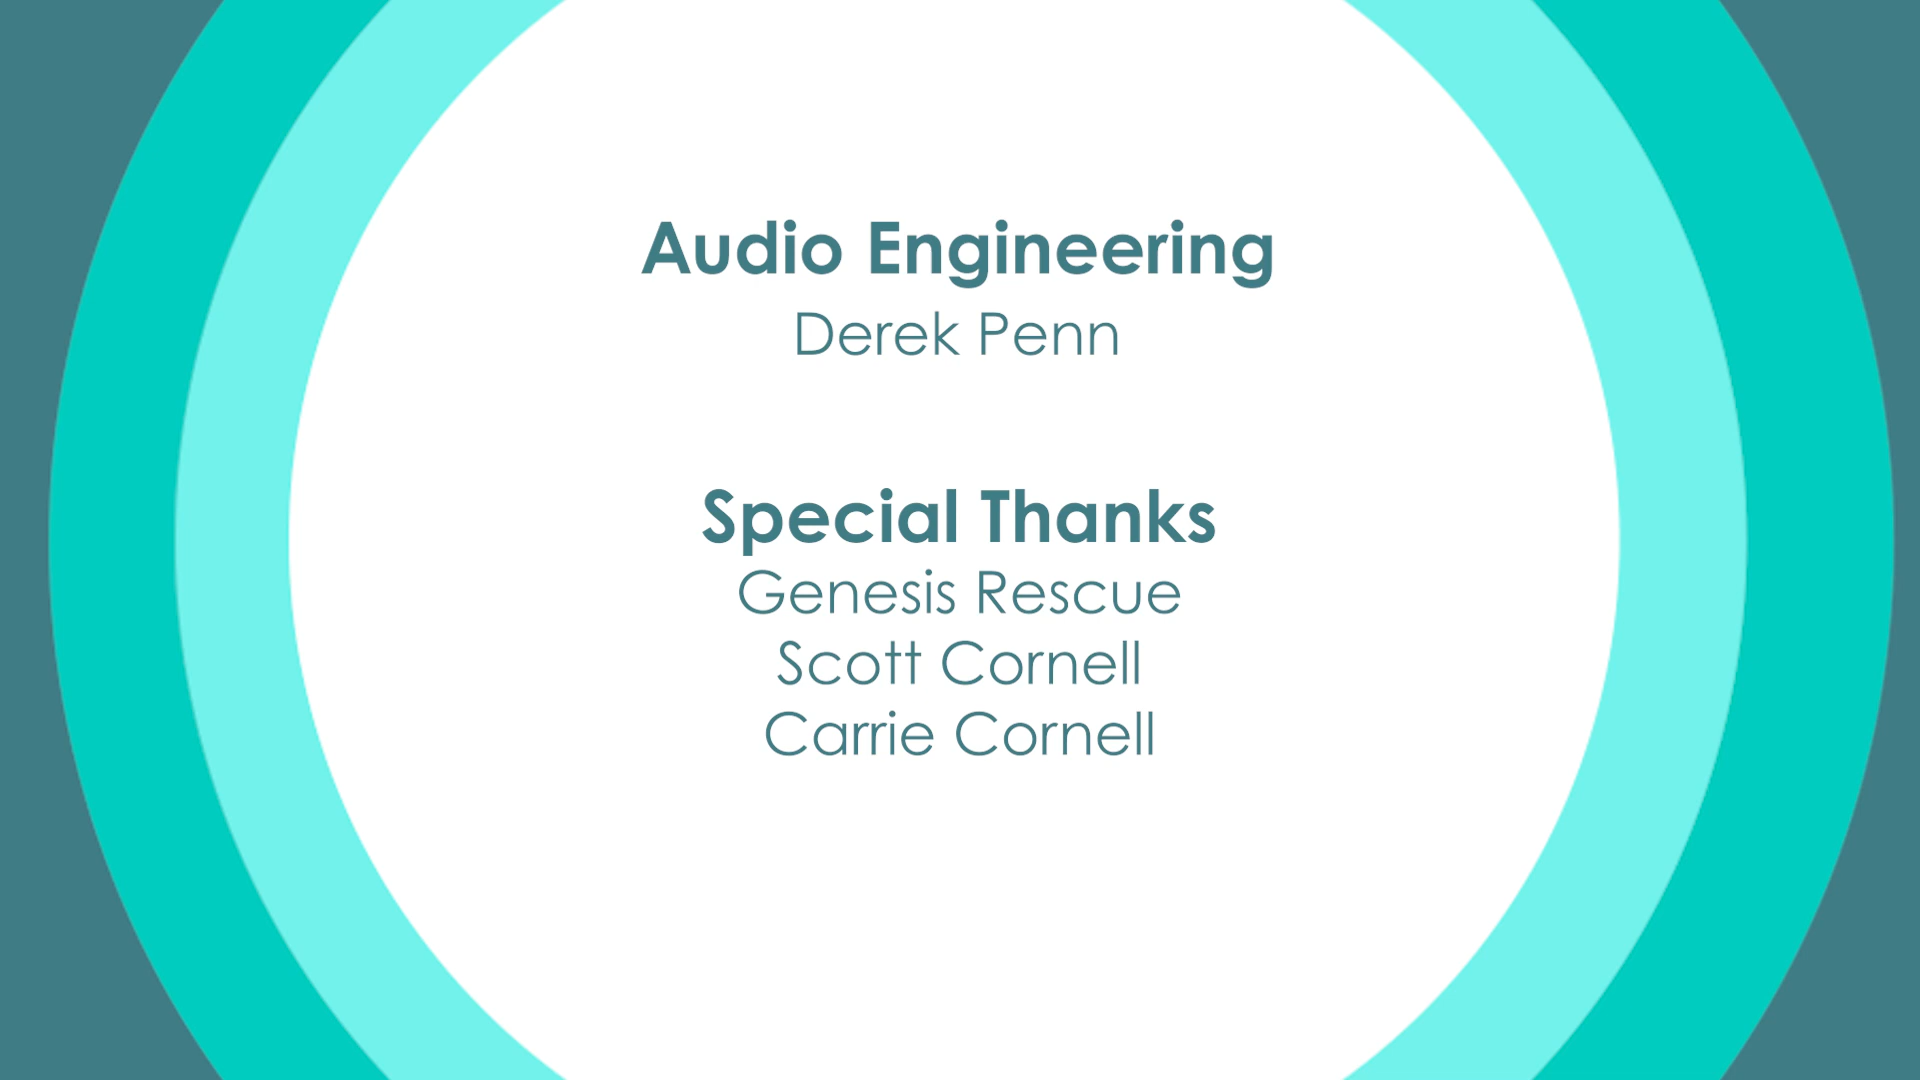 Audio Engineering
Derek Penn
Special Thanks
Genesis Rescue
Scott Cornell
Carrie Cornell